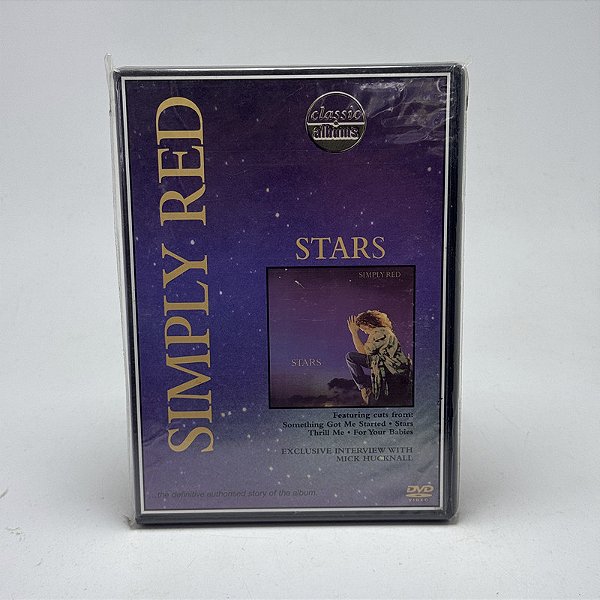 SIMPLY RED
classic
albums
STARS
SIMPLY RED
STARS
Featuring cuts from:
Something Got Me Started • Stars
Thrill Me • For Your Babies
EXCLUSIVE INTERVIEW WITH
MICK HUCKNALL
...the definitive authorised story of the album.
DVD
VIDEO